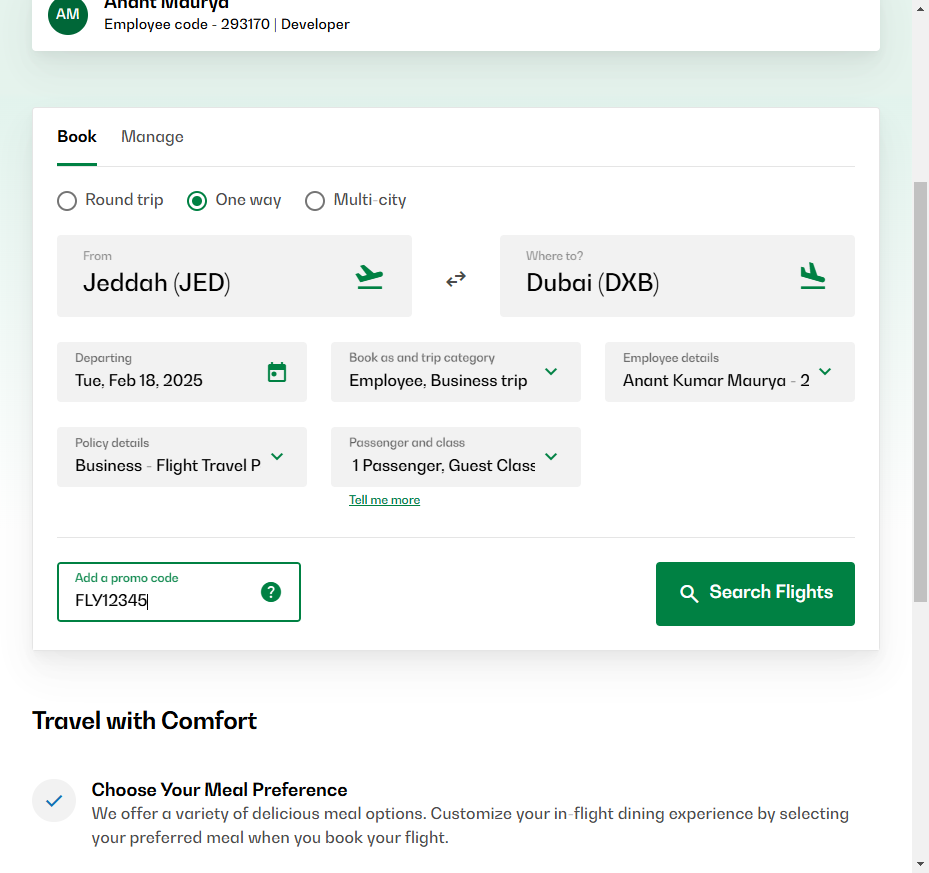 AM
Anant Maurya
Employee code - 293170 | Developer
Book Manage
Round trip One way Multi-city
From
Jeddah (JED)
Where to?
Dubai (DXB)
Departing
Tue, Feb 18, 2025
Book as and trip category
Employee, Business trip
Employee details
Anant Kumar Maurya - 2
Policy details
Business - Flight Travel P
Passenger and class
1 Passenger, Guest Class
Tell me more
Add a promo code
FLY12345
?
Search Flights
Travel with Comfort
Choose Your Meal Preference
We offer a variety of delicious meal options. Customize your in-flight dining experience by selecting
your preferred meal when you book your flight.